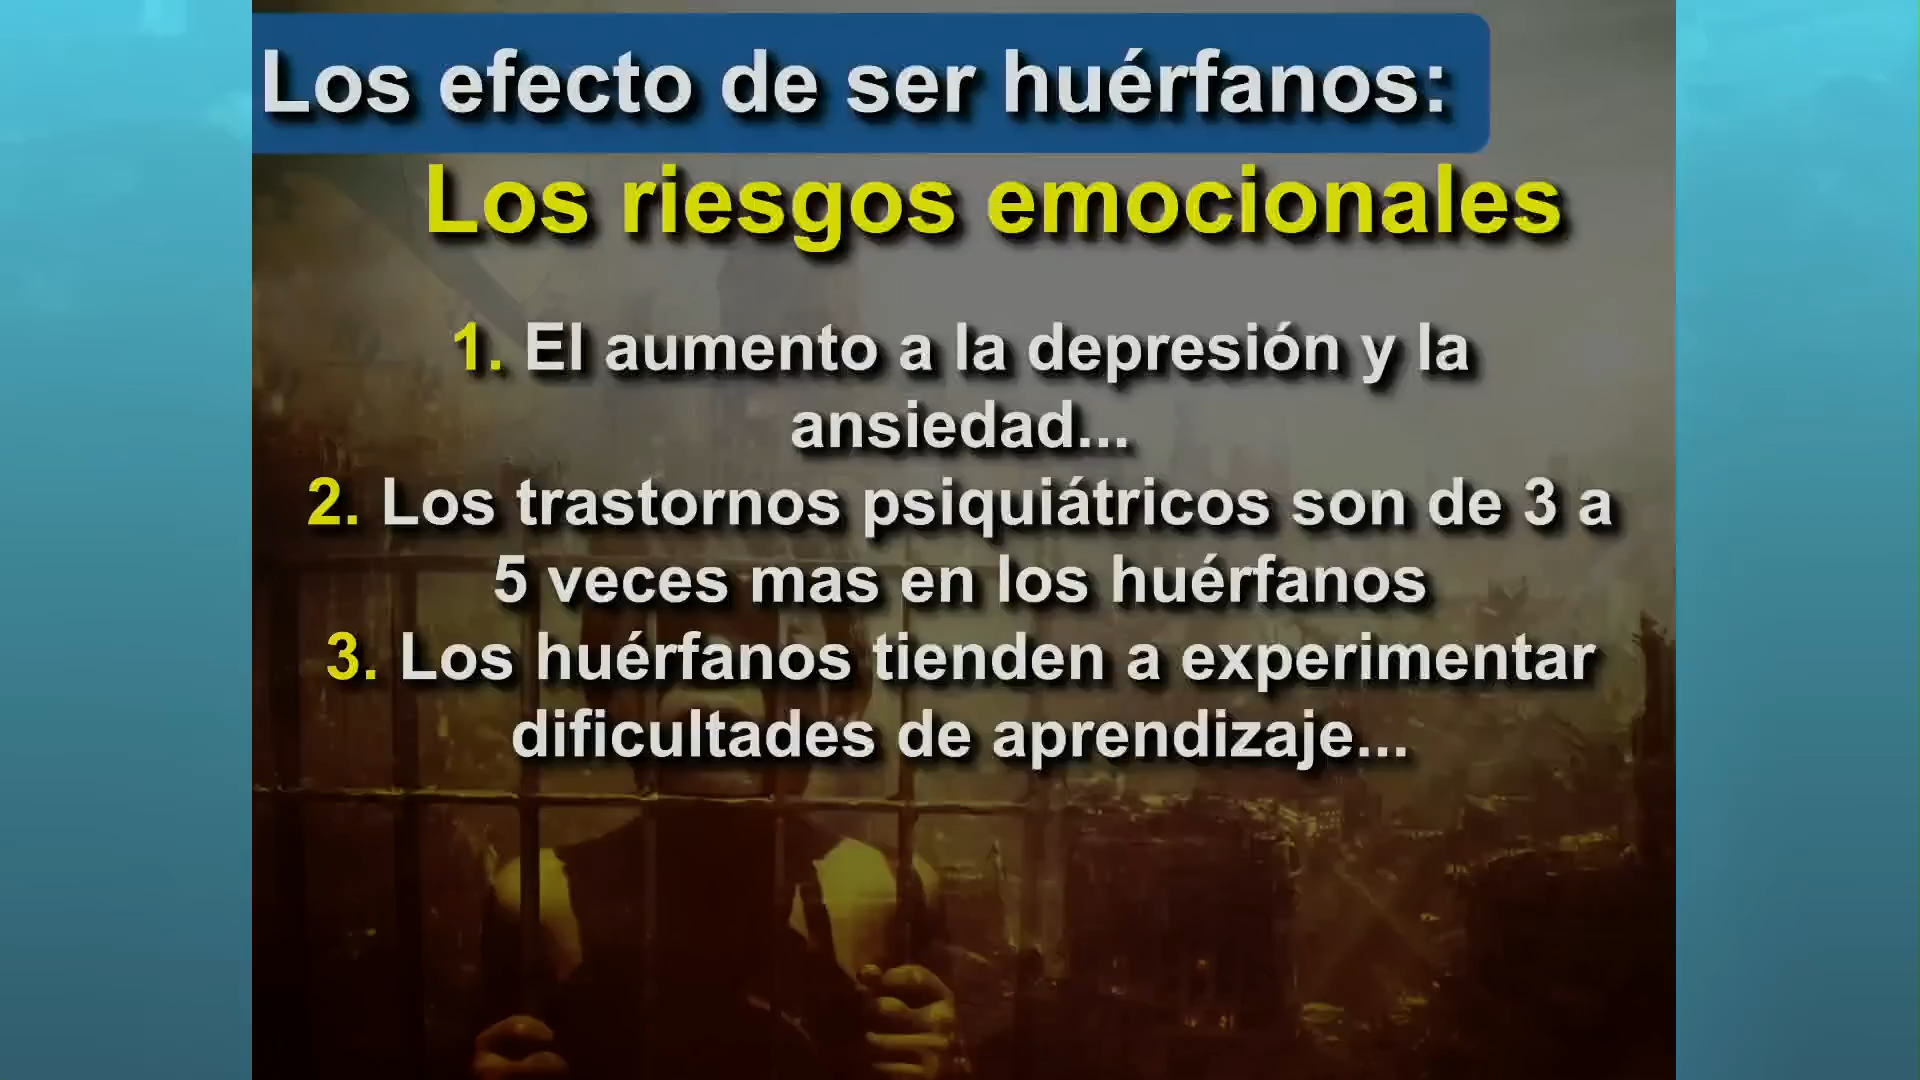 Los efecto de ser huérfanos:
Los riesgos emocionales
1. El aumento a la depresión y la
ansiedad...
2. Los trastornos psiquiátricos son de 3 a
5 veces mas en los huérfanos
3. Los huérfanos tienden a experimentar
dificultades de aprendizaje...